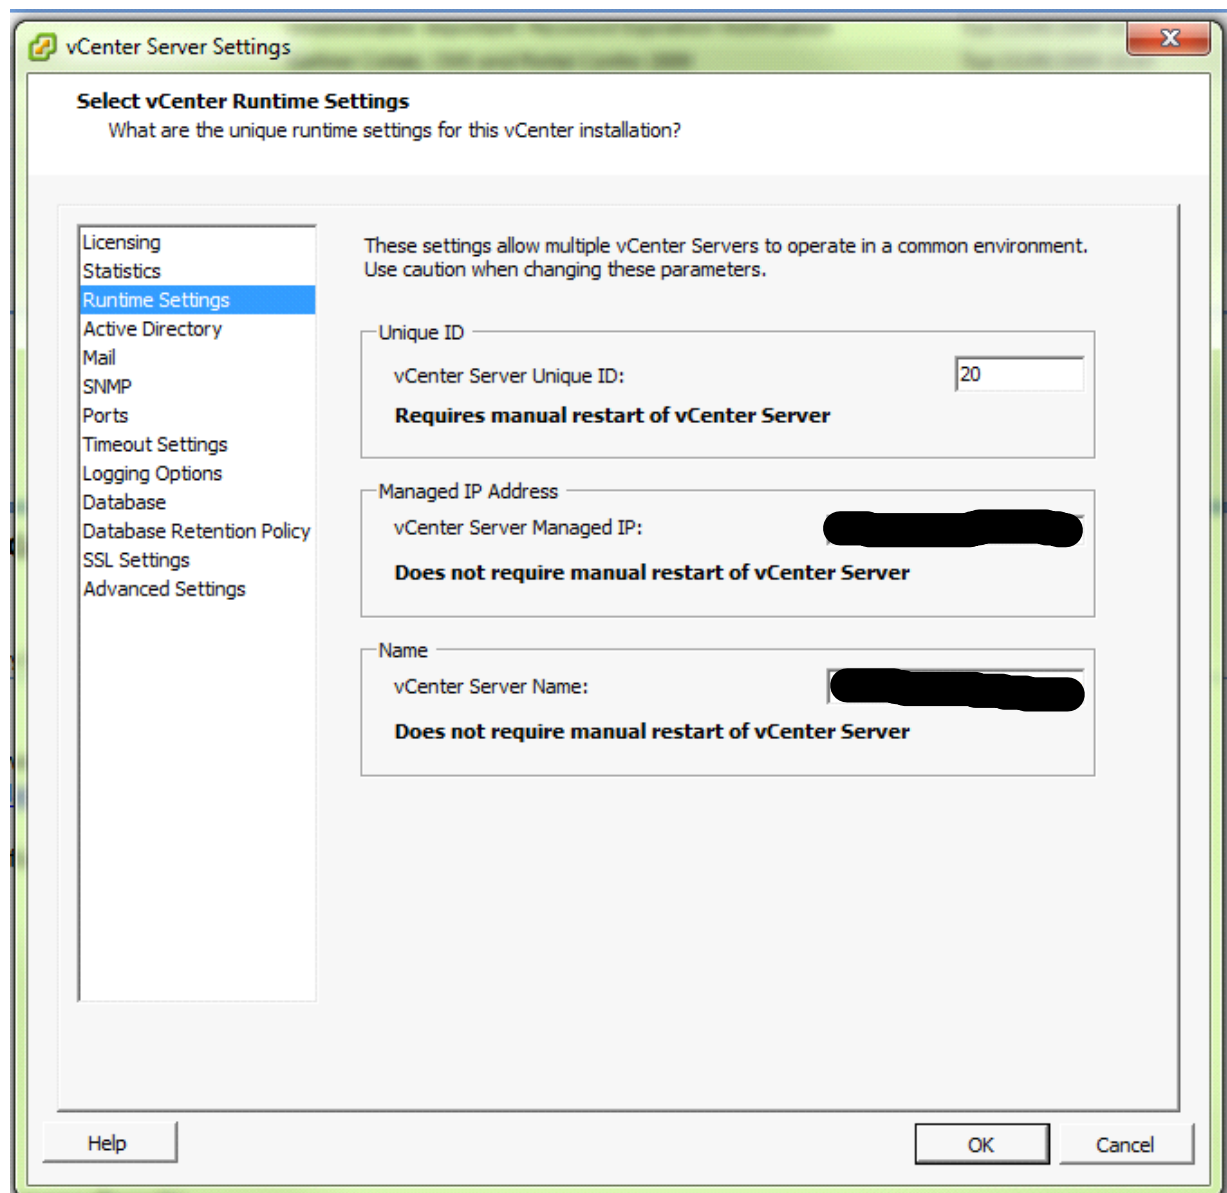 vCenter Server Settings
Select vCenter Runtime Settings
What are the unique runtime settings for this vCenter installation?
Licensing
Statistics
Runtime Settings
Active Directory
Mail
SNMP
Ports
Timeout Settings
Logging Options
Database
Database Retention Policy
SSL Settings
Advanced Settings
These settings allow multiple vCenter Servers to operate in a common environment.
Use caution when changing these parameters.
Unique ID
vCenter Server Unique ID: 20
Requires manual restart of vCenter Server
Managed IP Address
vCenter Server Managed IP:
Does not require manual restart of vCenter Server
Name
vCenter Server Name:
Does not require manual restart of vCenter Server
Help
OK
Cancel